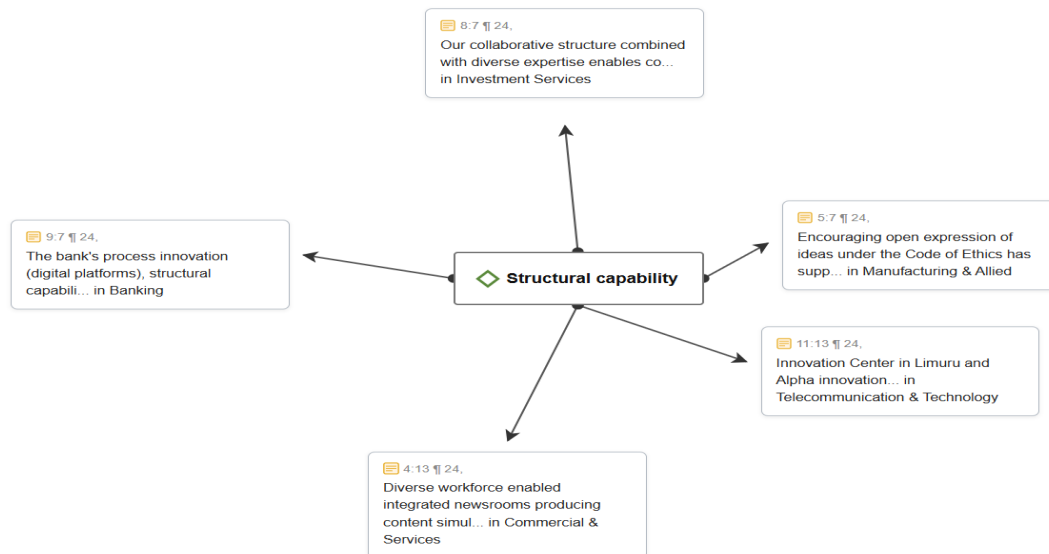 8:7 ¶ 24,
Our collaborative structure combined
with diverse expertise enables co...
in Investment Services
5:7 ¶ 24,
Encouraging open expression of
ideas under the Code of Ethics has
supp... in Manufacturing & Allied
9:7 ¶ 24,
The bank's process innovation
(digital platforms), structural
capabili... in Banking
Structural capability
11:13 ¶ 24,
Innovation Center in Limuru and
Alpha innovation... in
Telecommunication & Technology
4:13 ¶ 24,
Diverse workforce enabled
integrated newsrooms producing
content simul... in Commercial &
Services